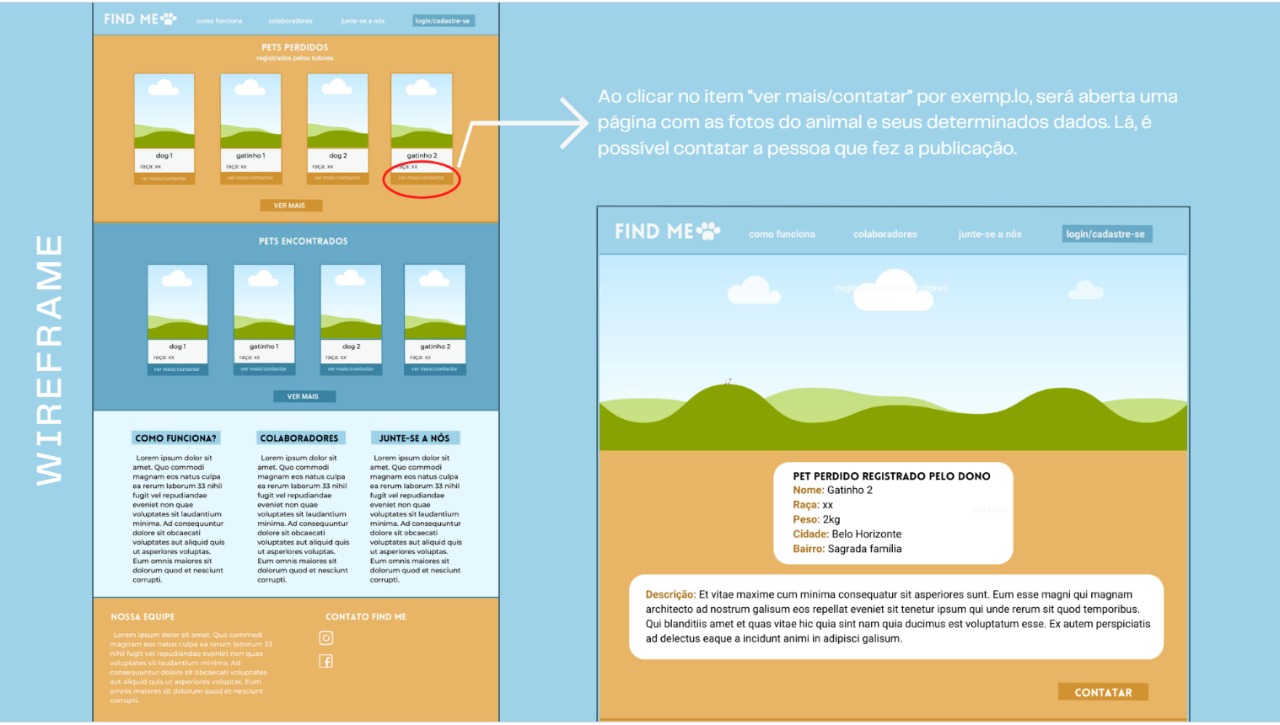 WIREFRAME
FIND ME
como funciona
colaboradores
junte-se a nós
login/cadastre-se
PETS PERDIDOS
registrados pelos tutores
dog 1
raça: xx
ver mais/contactar
gatinho 1
raça: xx
ver mais/contactar
dog 2
raça: xx
ver mais/contactar
gatinho 2
raça: xx
ver mais/contactar
VER MAIS
PETS ENCONTRADOS
dog 1
raça: xx
ver mais/contactar
gatinho 1
raça: xx
ver mais/contactar
dog 2
raça: xx
ver mais/contactar
gatinho 2
raça: xx
ver mais/contactar
VER MAIS
COMO FUNCIONA?
Lorem ipsum dolor sit
amet. Quo commodi
magnam eos natus culpa
ea rerum laborum 33 nihil
fugit vel repudiandae
eveniet non quae
voluptates sit laudantium
minima. Ad consequuntur
dolore sit obcaecati
voluptates aut aliquid quis
ut asperiores voluptas.
Eum omnis maiores sit
dolorum quod et nesciunt
corrupti.
COLABORADORES
Lorem ipsum dolor sit
amet. Quo commodi
magnam eos natus culpa
ea rerum laborum 33 nihil
fugit vel repudiandae
eveniet non quae
voluptates sit laudantium
minima. Ad consequuntur
dolore sit obcaecati
voluptates aut aliquid quis
ut asperiores voluptas.
Eum omnis maiores sit
dolorum quod et nesciunt
corrupti.
JUNTE-SE A NÓS
Lorem ipsum dolor sit
amet. Quo commodi
magnam eos natus culpa
ea rerum laborum 33 nihil
fugit vel repudiandae
eveniet non quae
voluptates sit laudantium
minima. Ad consequuntur
dolore sit obcaecati
voluptates aut aliquid quis
ut asperiores voluptas.
Eum omnis maiores sit
dolorum quod et nesciunt
corrupti.
NOSSA EQUIPE
Lorem ipsum dolor sit amet. Quo commodi
magnam eos natus culpa ea rerum laborum 33
nihil fugit vel repudiandae eveniet non quae
voluptates sit laudantium minima. Ad
consequuntur dolore sit obcaecati voluptates
aut aliquid quis ut asperiores voluptas. Eum
omnis maiores sit dolorum quod et nesciunt
corrupti.
CONTATO FIND ME
Ao clicar no item "ver mais/contatar" por exemp.lo, será aberta uma
página com as fotos do animal e seus determinados dados. Lá, é
possível contatar a pessoa que fez a publicação.
FIND ME
como funciona
colaboradores
junte-se a nós
login/cadastre-se
PET PERDIDO REGISTRADO PELO DONO
Nome: Gatinho 2
Raça: xx
Peso: 2kg
Cidade: Belo Horizonte
Bairro: Sagrada família
VER MAIS
Descrição: Et vitae maxime cum minima consequatur sit asperiores sunt. Eum esse magni qui magnam
architecto ad nostrum galisum eos repellat eveniet sit tenetur ipsum qui unde rerum sit quod temporibus.
Qui blanditiis amet et quas vitae hic quia sint nam quia ducimus est voluptatum esse. Ex autem perspiciatis
ad delectus eaque a incidunt animi in adipisci galisum.
CONTATAR